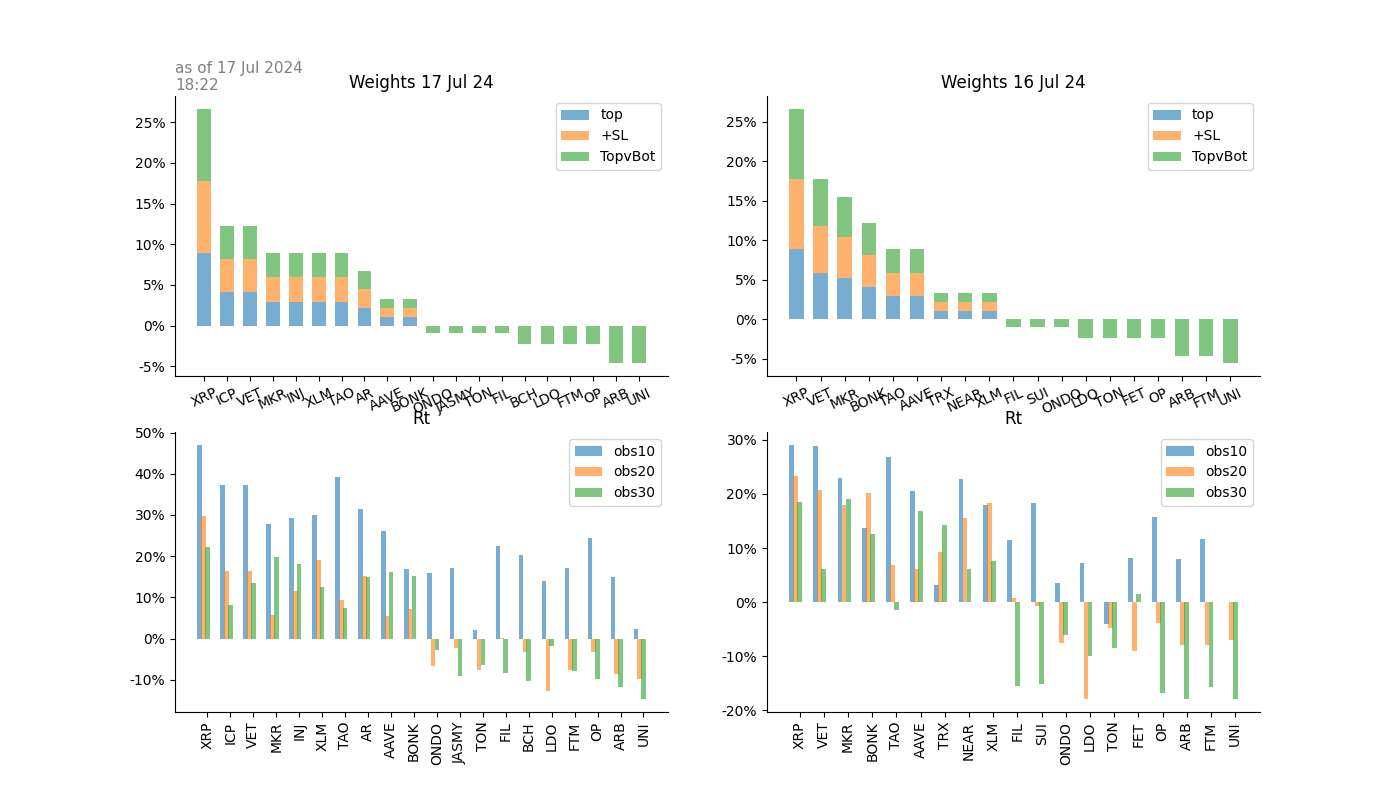 as of 17 Jul 2024
18:22
Weights 17 Jul 24
25%
20%
15%
10%
5%
0%
-5%
top
+SL
TopvBot
XRP ICP VET MKR INJ XLM TAO AR AAVE BONK ONDO JASMY TON FIL BCH LDO FTM OP ARB UNI
Weights 16 Jul 24
25%
20%
15%
10%
5%
0%
-5%
top
+SL
TopvBot
XRP VET MKR BONK TAO AAVE TRX NEAR XLM FIL SUI ONDO LDO TON FET OP ARB FTM UNI
Rt
50%
40%
30%
20%
10%
0%
-10%
obs10
obs20
obs30
XRP ICP VET MKR INJ XLM TAO AR AAVE BONK ONDO JASMY TON FIL BCH LDO FTM OP ARB UNI
Rt
30%
20%
10%
0%
-10%
-20%
obs10
obs20
obs30
XRP VET MKR BONK TAO AAVE TRX NEAR XLM FIL SUI ONDO LDO TON FET OP ARB FTM UNI